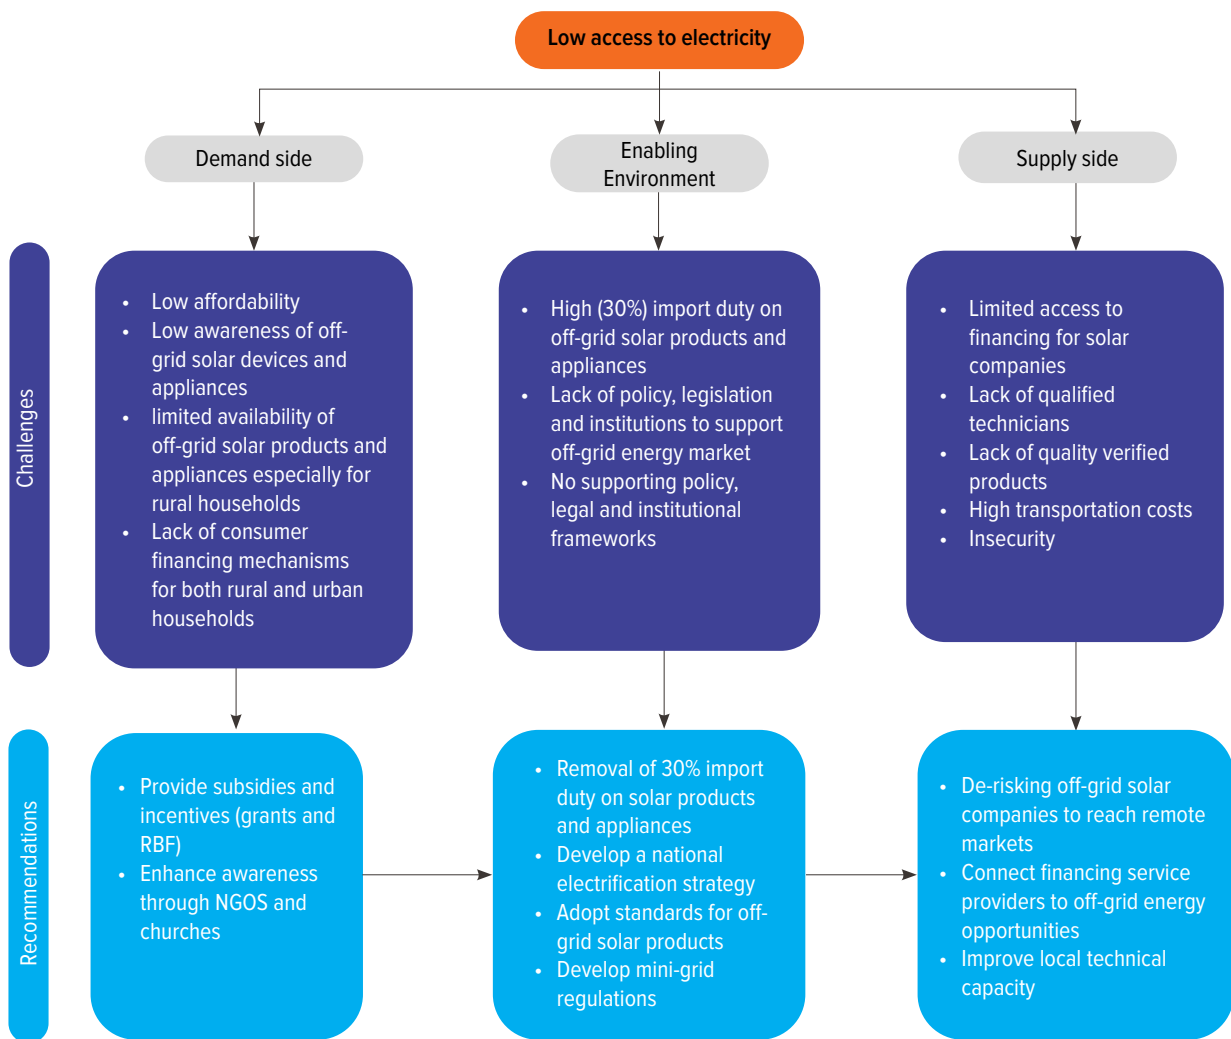 Low access to electricity
Demand side
Enabling
Environment
Supply side
Challenges
• Low affordability
• Low awareness of off-
grid solar devices and
appliances
• limited availability of
off-grid solar products and
appliances especially for
rural households
• Lack of consumer
financing mechanisms
for both rural and urban
households
• High (30%) import duty on
off-grid solar products and
appliances
• Lack of policy, legislation
and institutions to support
off-grid energy market
• No supporting policy,
legal and institutional
frameworks
• Limited access to
financing for solar
companies
• Lack of qualified
technicians
• Lack of quality verified
products
• High transportation costs
• Insecurity
Recommendations
• Provide subsidies and
incentives (grants and
RBF)
• Enhance awareness
through NGOS and
churches
• Removal of 30% import
duty on solar products
and appliances
• Develop a national
electrification strategy
• Adopt standards for off-
grid solar products
• Develop mini-grid
regulations
• De-risking off-grid solar
companies to reach remote
markets
• Connect financing service
providers to off-grid energy
opportunities
• Improve local technical
capacity